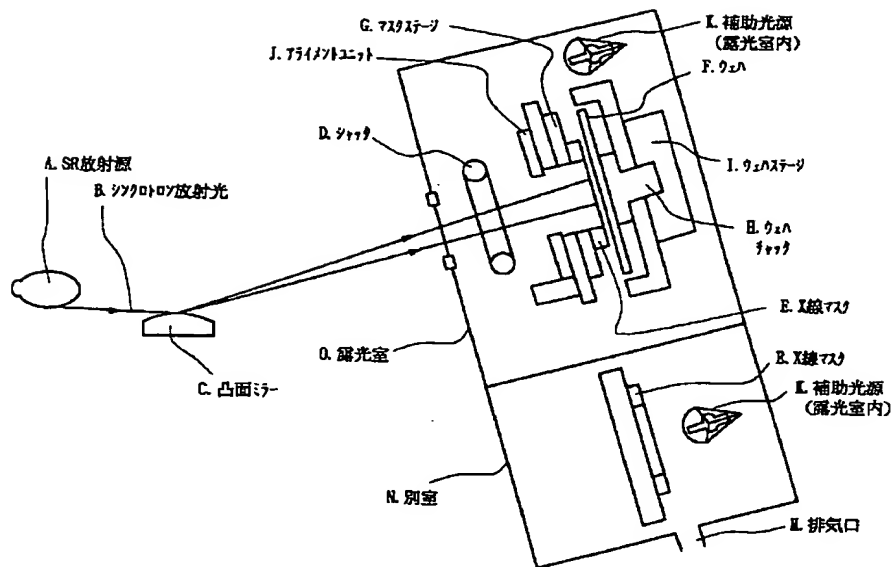 G. マスクステージ
K. 補助光源
(露光室内)
J. アライメントユニット
F. ウェハ
D. シャッタ
A. SR放射源
B. シンクロトロン放射光
I. ウェハステージ
H. ウェハ
チャック
E. X線マスク
O. 露光室
C. 凸面ミラー
E. X線マスク
K. 補助光源
(露光室内)
N. 別室
M. 排気口